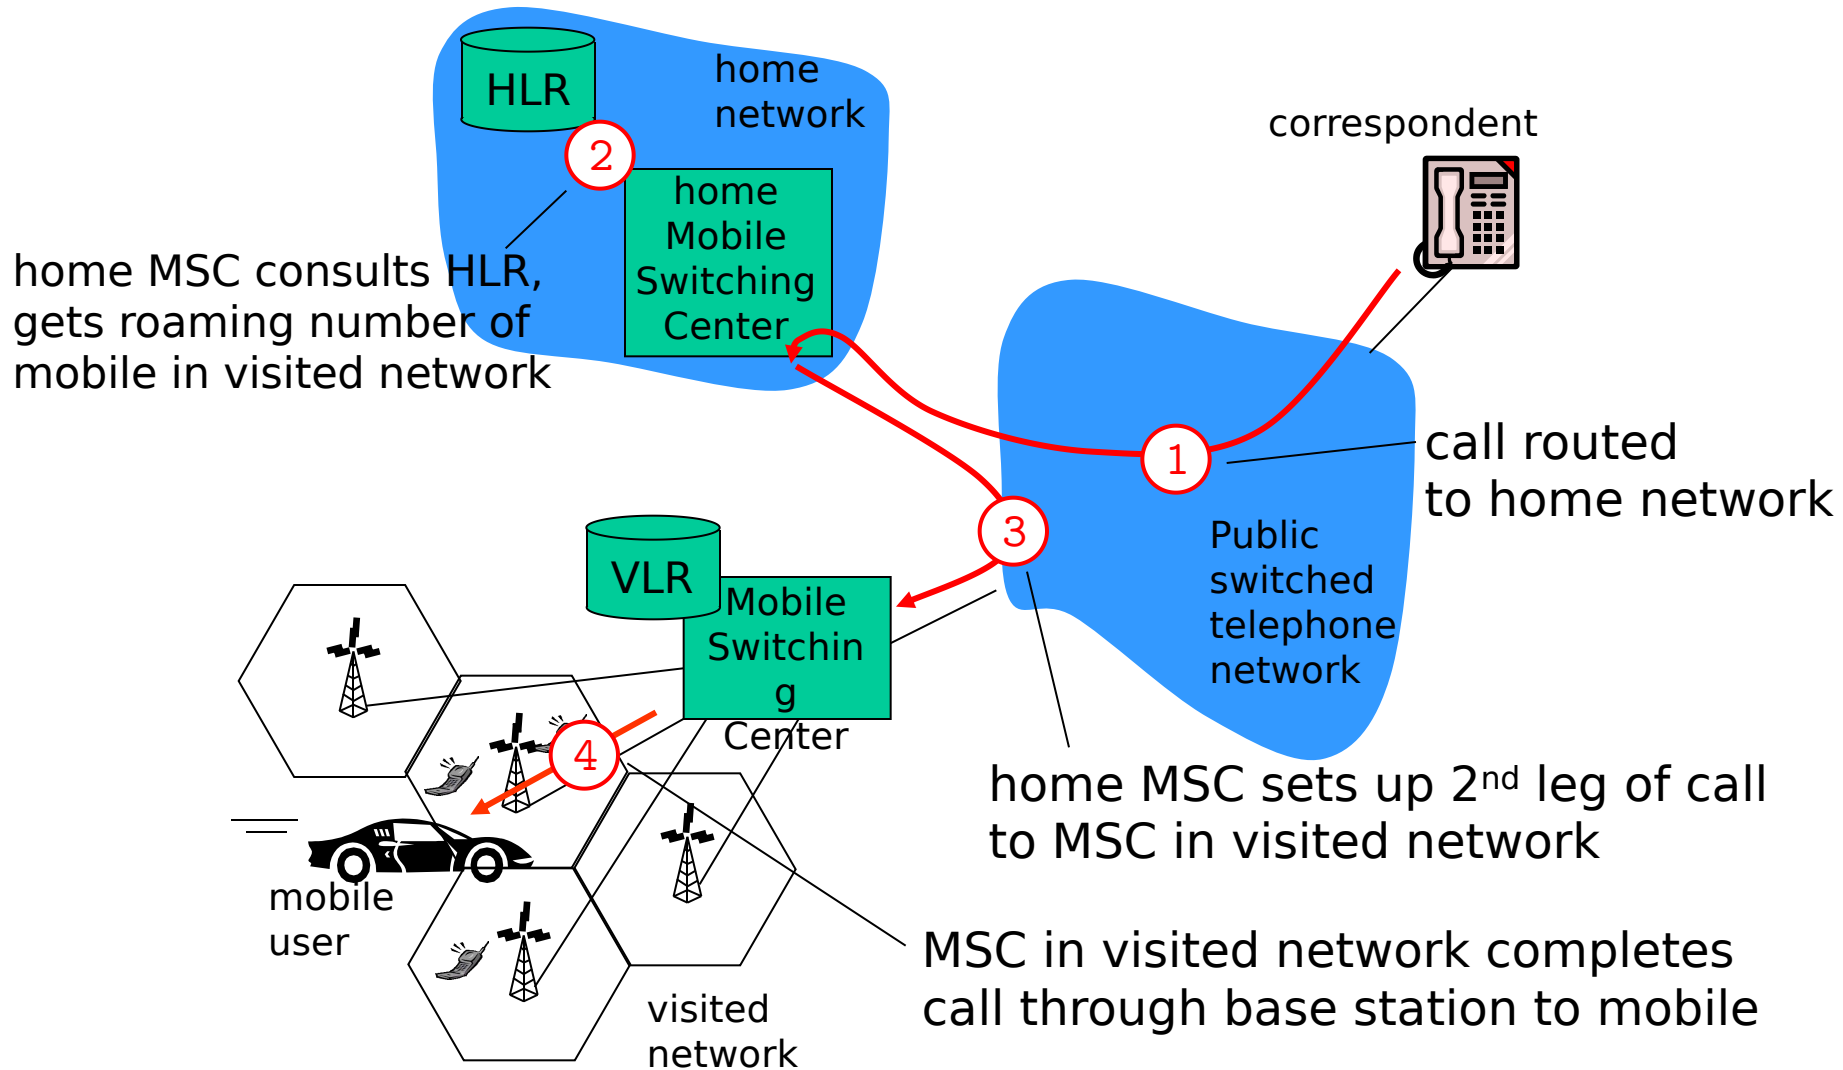 HLR
home
network
correspondent
2
home
Mobile
Switching
Center
home MSC consults HLR,
gets roaming number of
mobile in visited network
1
call routed
to home network
3
Public
switched
telephone
network
VLR
Mobile
Switchin
g
Center
4
home MSC sets up 2nd leg of call
to MSC in visited network
mobile
user
MSC in visited network completes
call through base station to mobile
visited
network